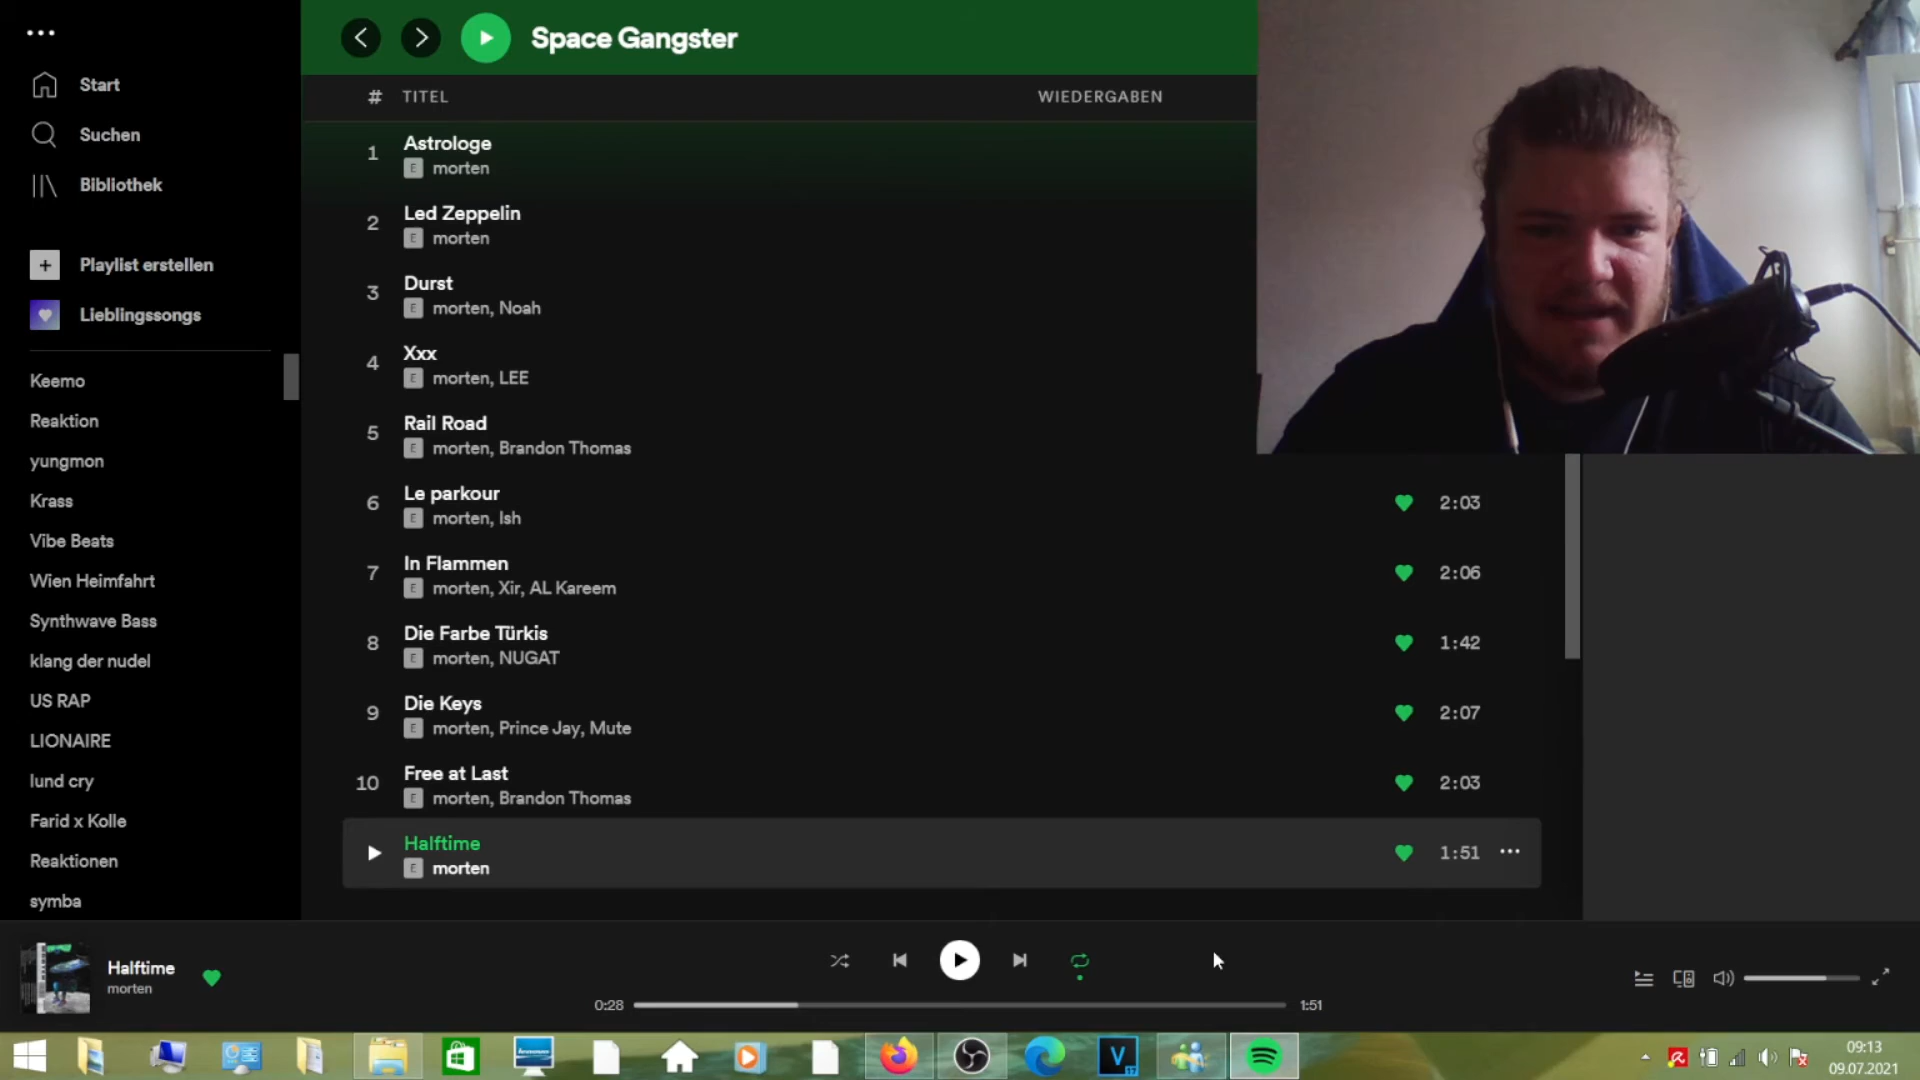 Start
Suchen
Bibliothek
Playlist erstellen
Lieblingssongs
Keemo
Reaktion
yungmon
Krass
Vibe Beats
Wien Heimfahrt
Synthwave Bass
klang der nudel
US RAP
LIONAIRE
lund cry
Farid x Kolle
Reaktionen
symba
Space Gangster
# TITEL WIEDERGABEN
1 Astrologe
E morten
2 Led Zeppelin
E morten
3 Durst
E morten, Noah
4 Xxx
E morten, LEE
5 Rail Road
E morten, Brandon Thomas
6 Le parkour 2:03
E morten, Ish
7 In Flammen 2:06
E morten, Xir, AL Kareem
8 Die Farbe Türkis 1:42
E morten, NUGAT
9 Die Keys 2:07
E morten, Prince Jay, Mute
10 Free at Last 2:03
E morten, Brandon Thomas
Halftime 1:51
E morten
Halftime
morten
0:28 1:51
V
17
09:13
09.07.2021